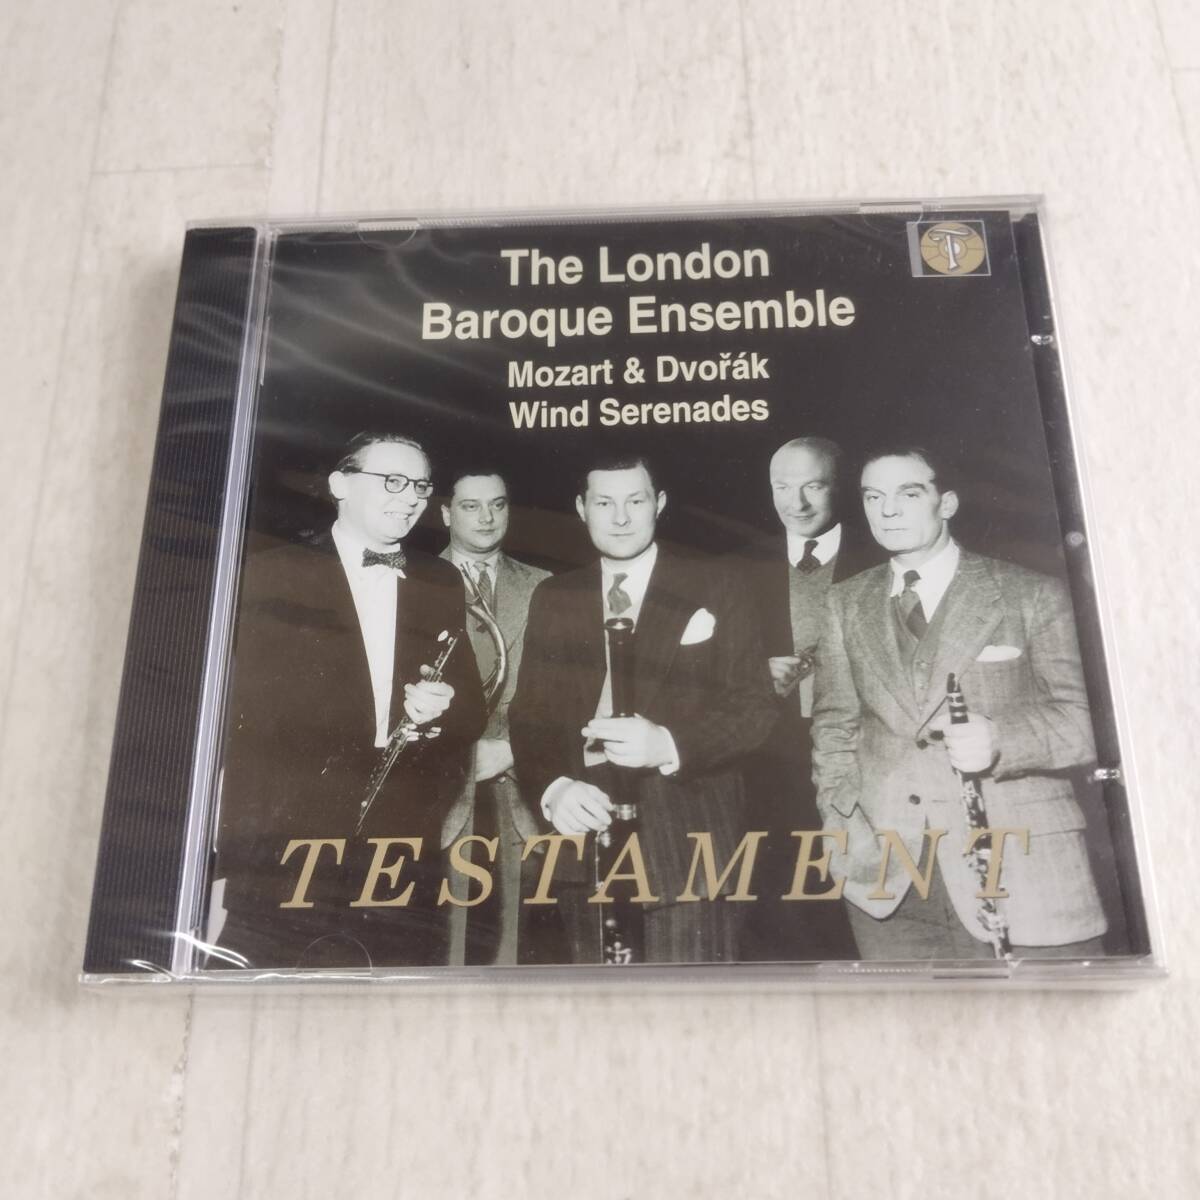 The London
Baroque Ensemble
Mozart & Dvořák
Wind Serenades
T
TESTAMENT